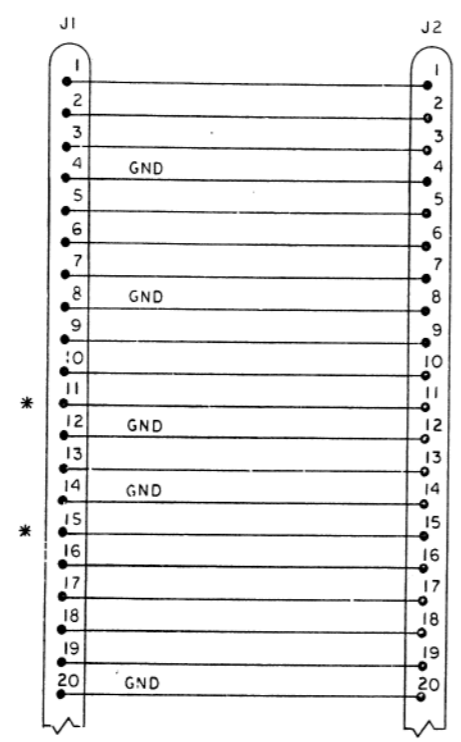 J1 J2
1 1
2 2
3 3
4 GND 4
5 5
6 6
7 7
8 GND 8
9 9
10 10
* 11 11
12 GND 12
13 13
14 GND 14
* 15 15
16 16
17 17
18 18
19 19
20 GND 20